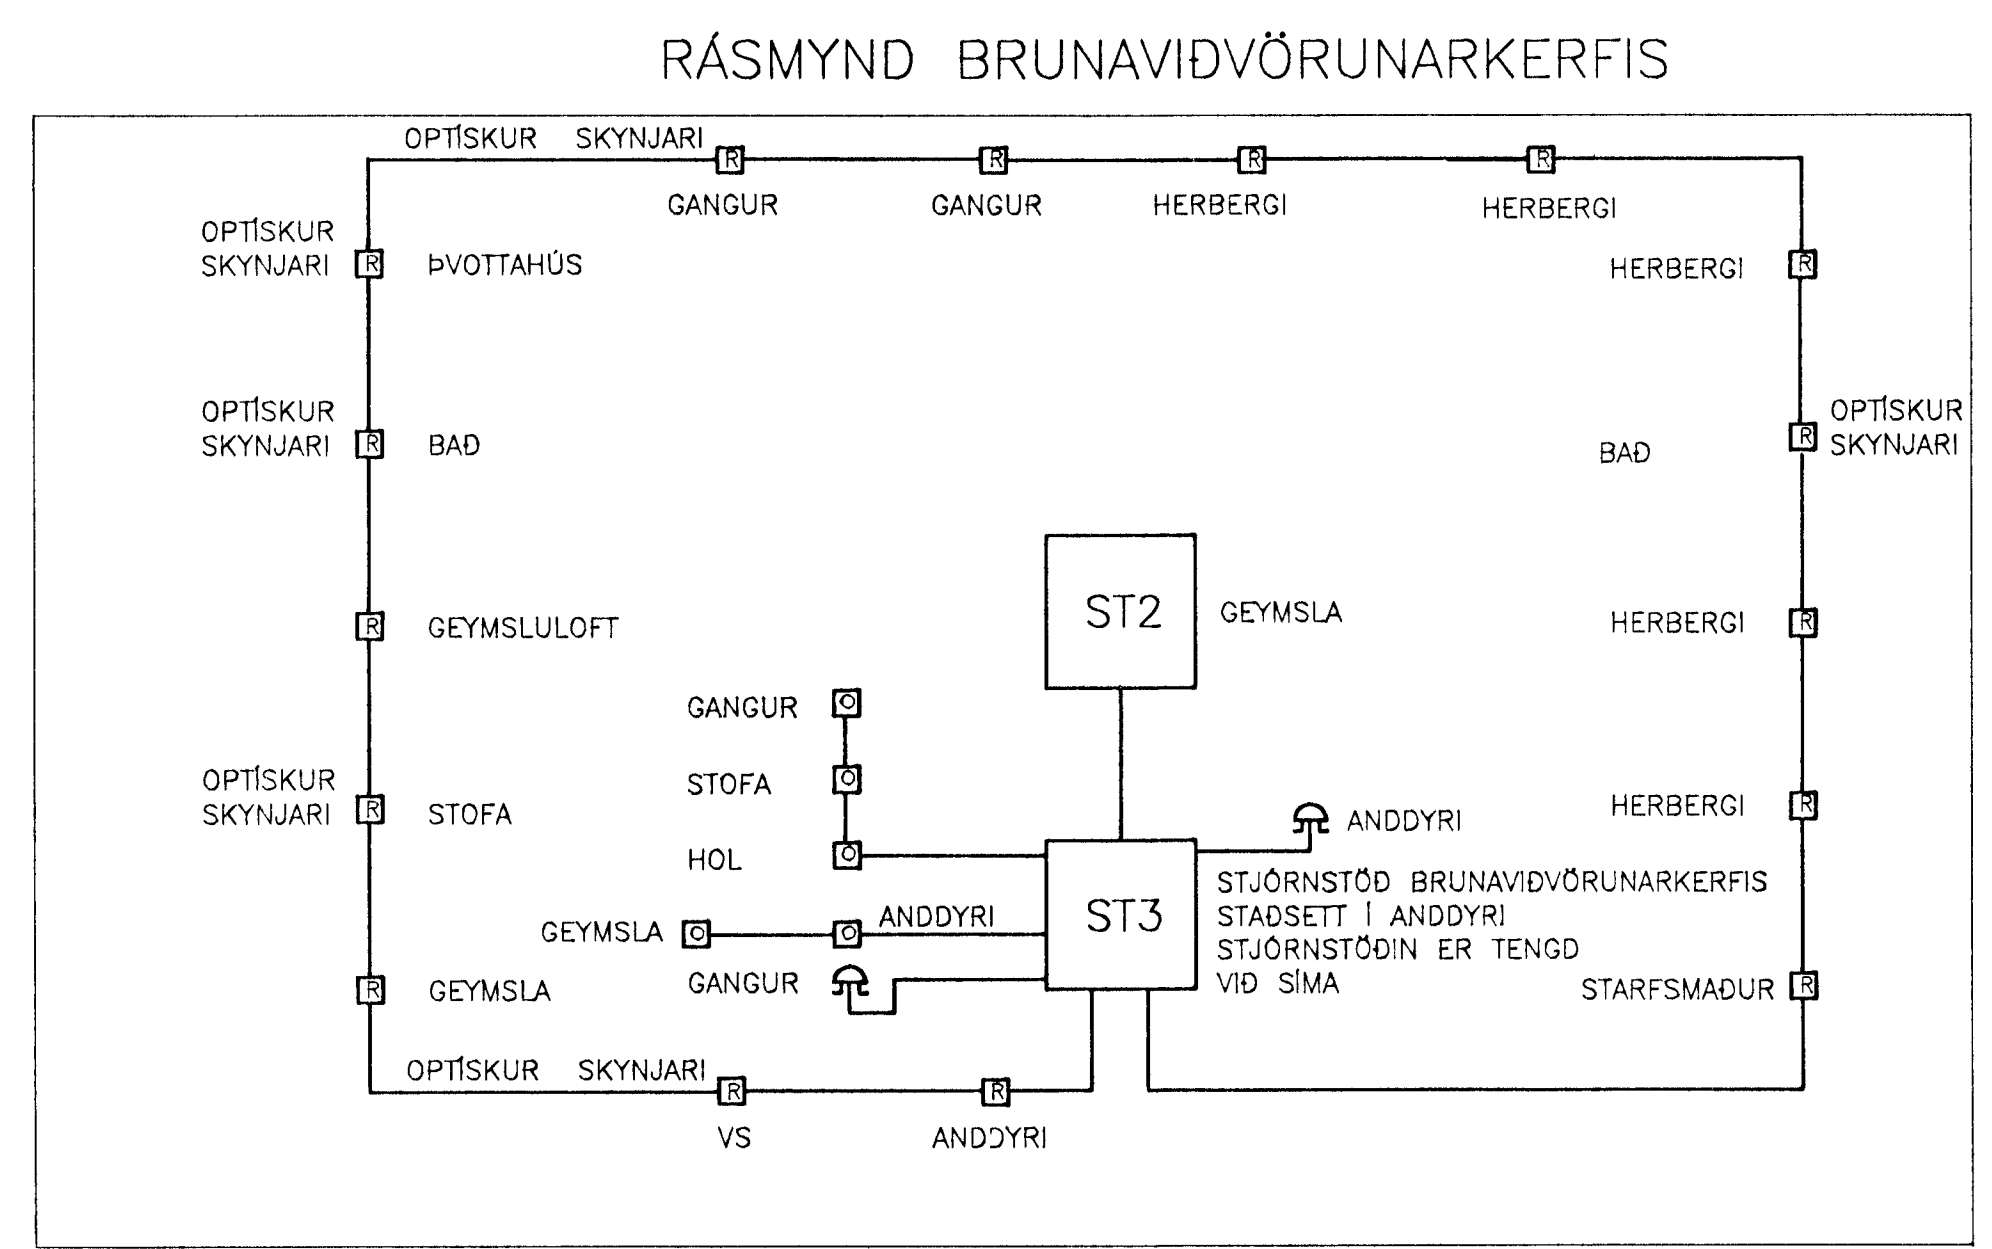 RÁSMYND BRUNAVIÐVÖRUNARKERFIS
OPTÍSKUR SKYNJARI
R
R
R
R
GANGUR
GANGUR
HERBERGI
HERBERGI
OPTÍSKUR
SKYNJARI
R
ÞVOTTAHÚS
HERBERGI
R
OPTÍSKUR
SKYNJARI
R
BAÐ
BAÐ
R
OPTÍSKUR
SKYNJARI
R
GEYMSLULOFT
ST2
GEYMSLA
HERBERGI
R
GANGUR
O
STOFA
O
HOL
O
OPTÍSKUR
SKYNJARI
R
STOFA
HERBERGI
R
ANDDYRI
GEYMSLA
O
O
ANDDYRI
GANGUR
ST3
STJÓRNSTÖÐ BRUNAVIÐVÖRUNARKERFIS
STAÐSETT Í ANDDYRI
STJÓRNSTÖÐIN ER TENGD
VIÐ SÍMA
R
GEYMSLA
STARFSMAÐUR
R
OPTÍSKUR SKYNJARI
R
R
VS
ANDDYRI